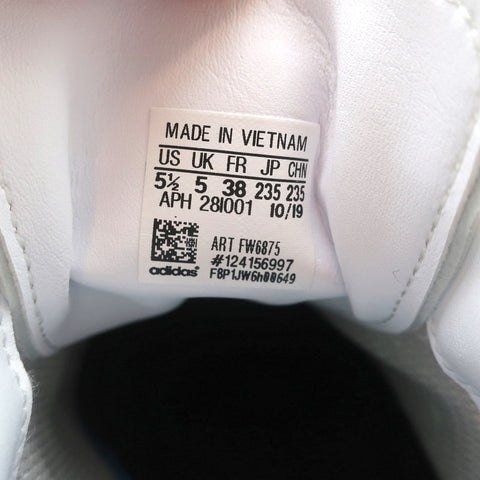 MADE IN VIETNAM
US UK FR JP CHN
5½ 5 38 235 235
APH 281001 10/19
ART FW6875
#124156997
adidas F8P1JW6h00649